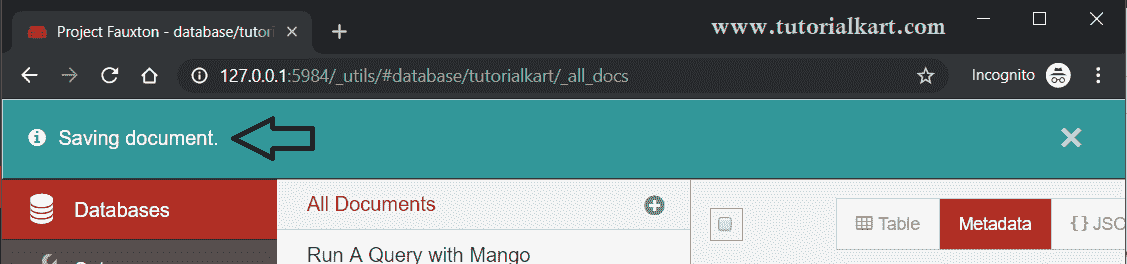 www.tutorialkart.com
Project Fauxton - database/tutori
127.0.0.1:5984/_utils/#database/tutorialkart/_all_docs
Incognito
Saving document.
Databases
All Documents
Table
Metadata
{} JSO
Run A Query with Mango